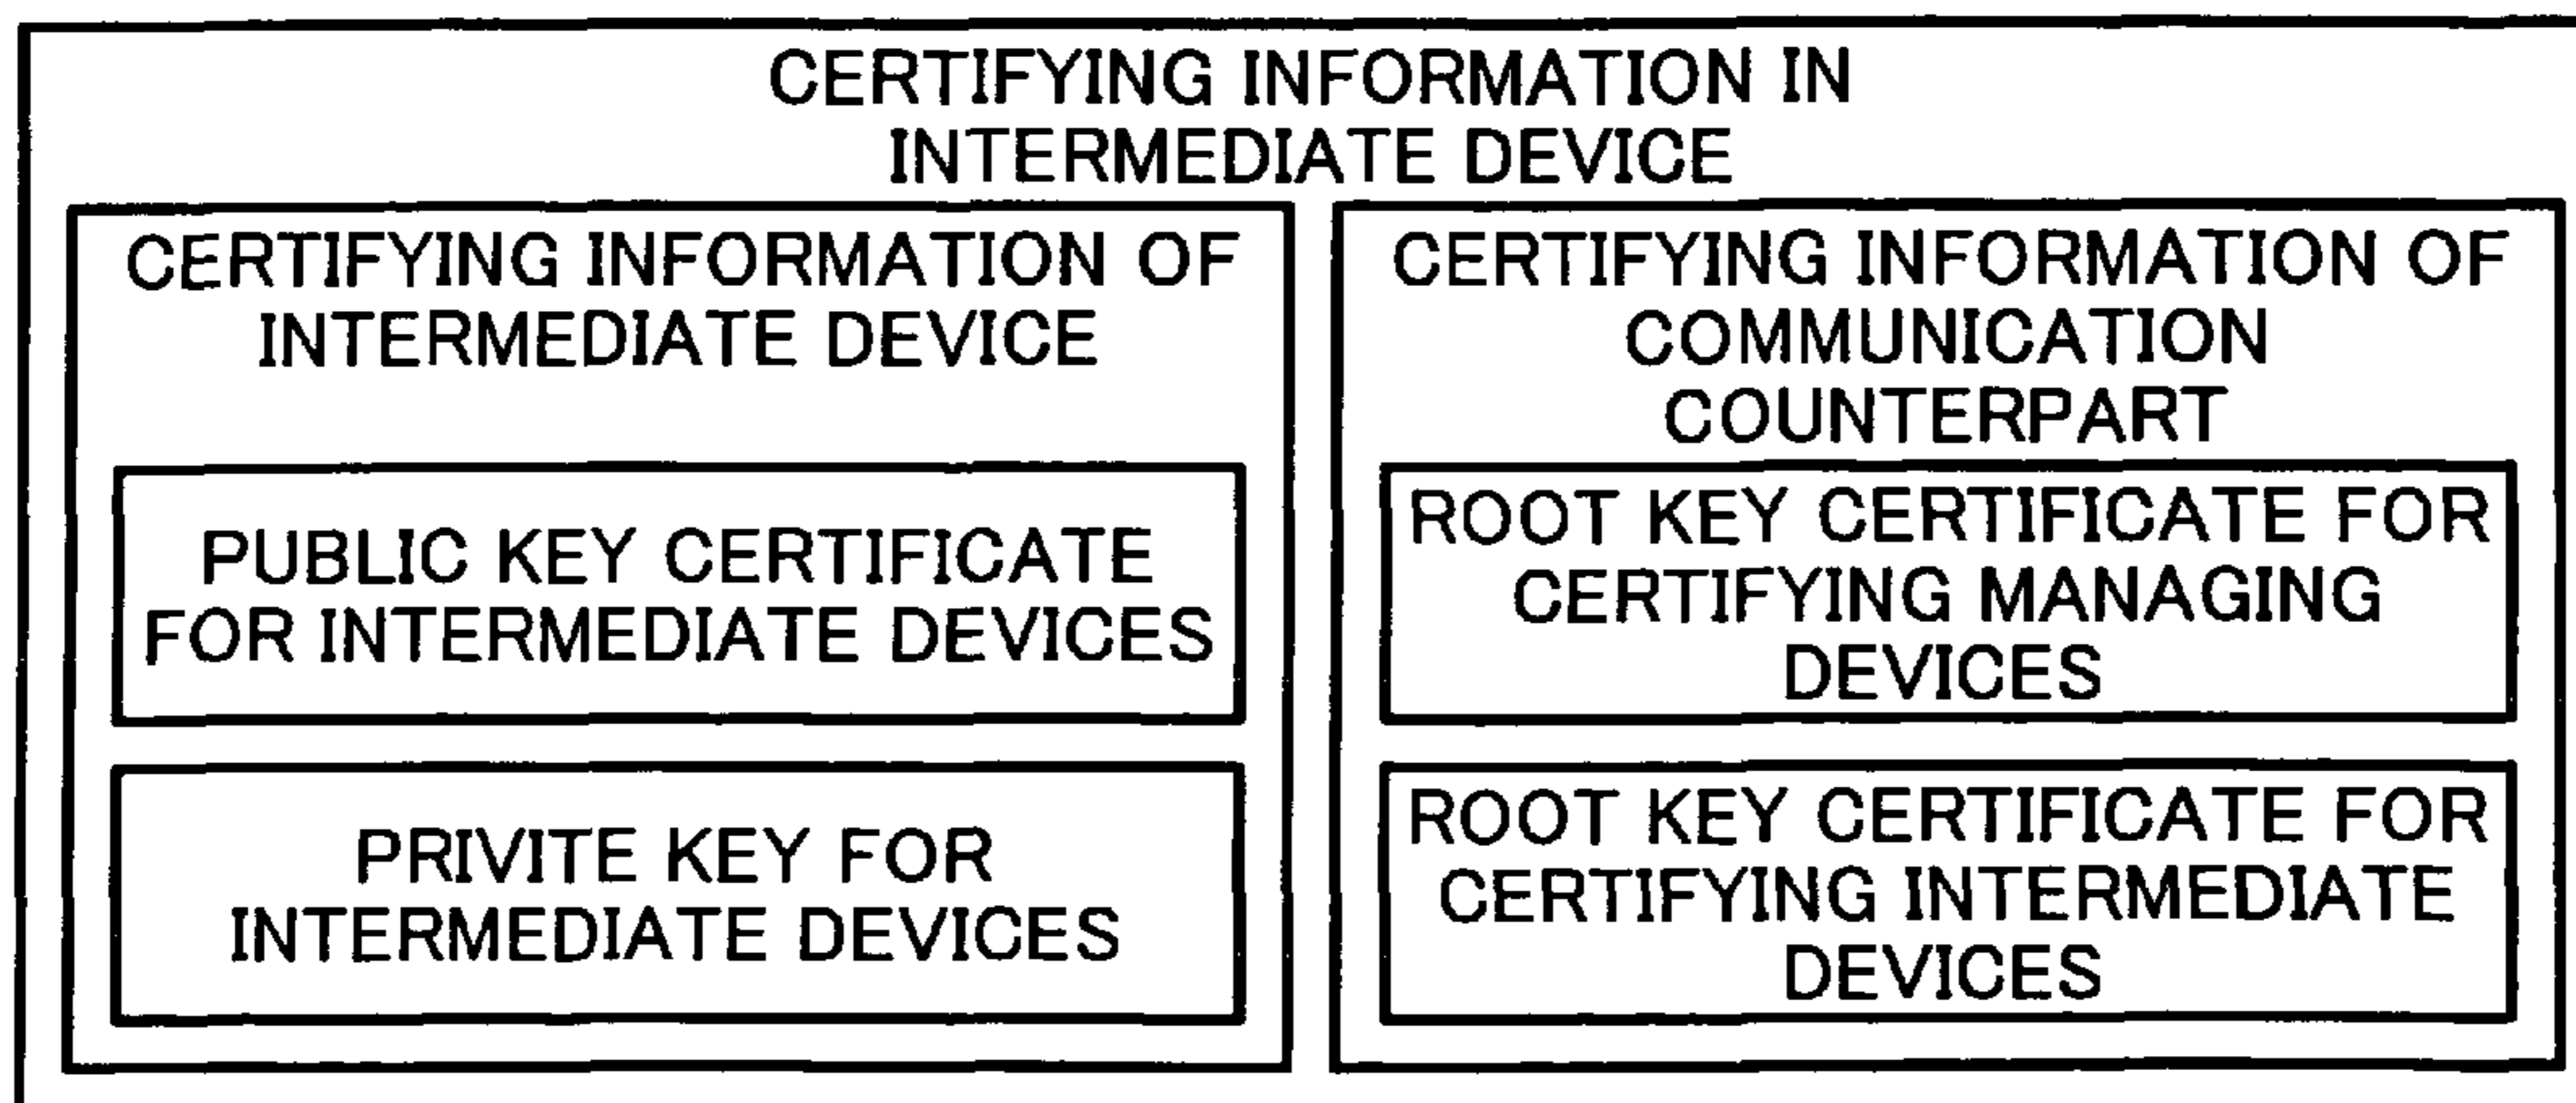 CERTIFYING INFORMATION IN
INTERMEDIATE DEVICE
CERTIFYING INFORMATION OF
INTERMEDIATE DEVICE
PUBLIC KEY CERTIFICATE
FOR INTERMEDIATE DEVICES
PRIVITE KEY FOR
INTERMEDIATE DEVICES
CERTIFYING INFORMATION OF
COMMUNICATION
COUNTERPART
ROOT KEY CERTIFICATE FOR
CERTIFYING MANAGING
DEVICES
ROOT KEY CERTIFICATE FOR
CERTIFYING INTERMEDIATE
DEVICES